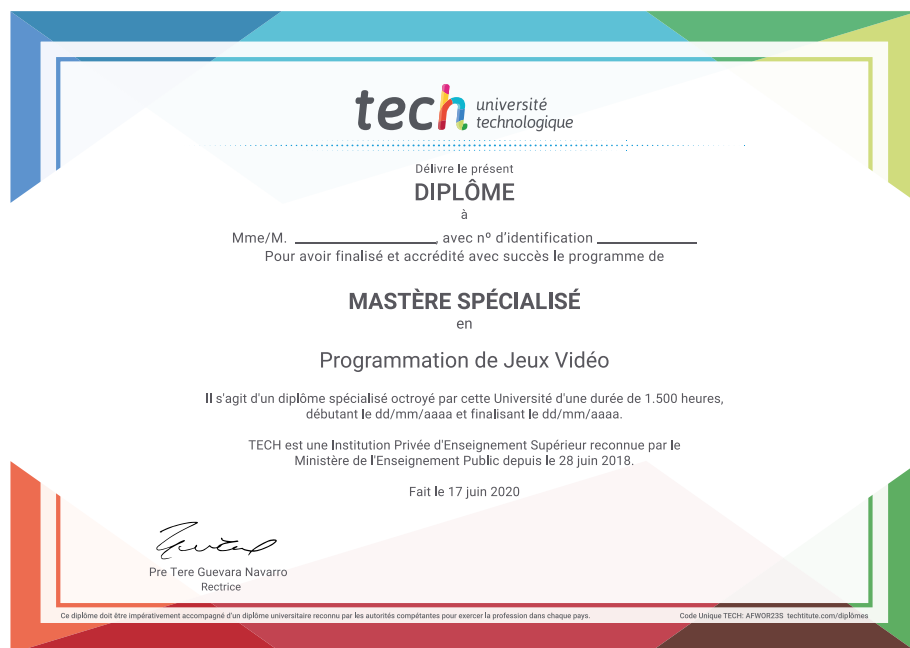 tech université
technologique
Délivre le présent
DIPLÔME
à
Mme/M. ____________, avec nº d'identification ____________
Pour avoir finalisé et accrédité avec succès le programme de
MASTÈRE SPÉCIALISÉ
en
Programmation de Jeux Vidéo
Il s'agit d'un diplôme spécialisé octroyé par cette Université d'une durée de 1.500 heures,
débutant le dd/mm/aaaa et finalisant le dd/mm/aaaa.
TECH est une Institution Privée d'Enseignement Supérieur reconnue par le
Ministère de l'Enseignement Public depuis le 28 juin 2018.
Fait le 17 juin 2020
Pre Tere Guevara Navarro
Rectrice
Ce diplôme doit être impérativement accompagné d'un diplôme universitaire reconnu par les autorités compétentes pour exercer la profession dans chaque pays.
Code Unique TECH: AFWOR23S techtitute.com/diplômes